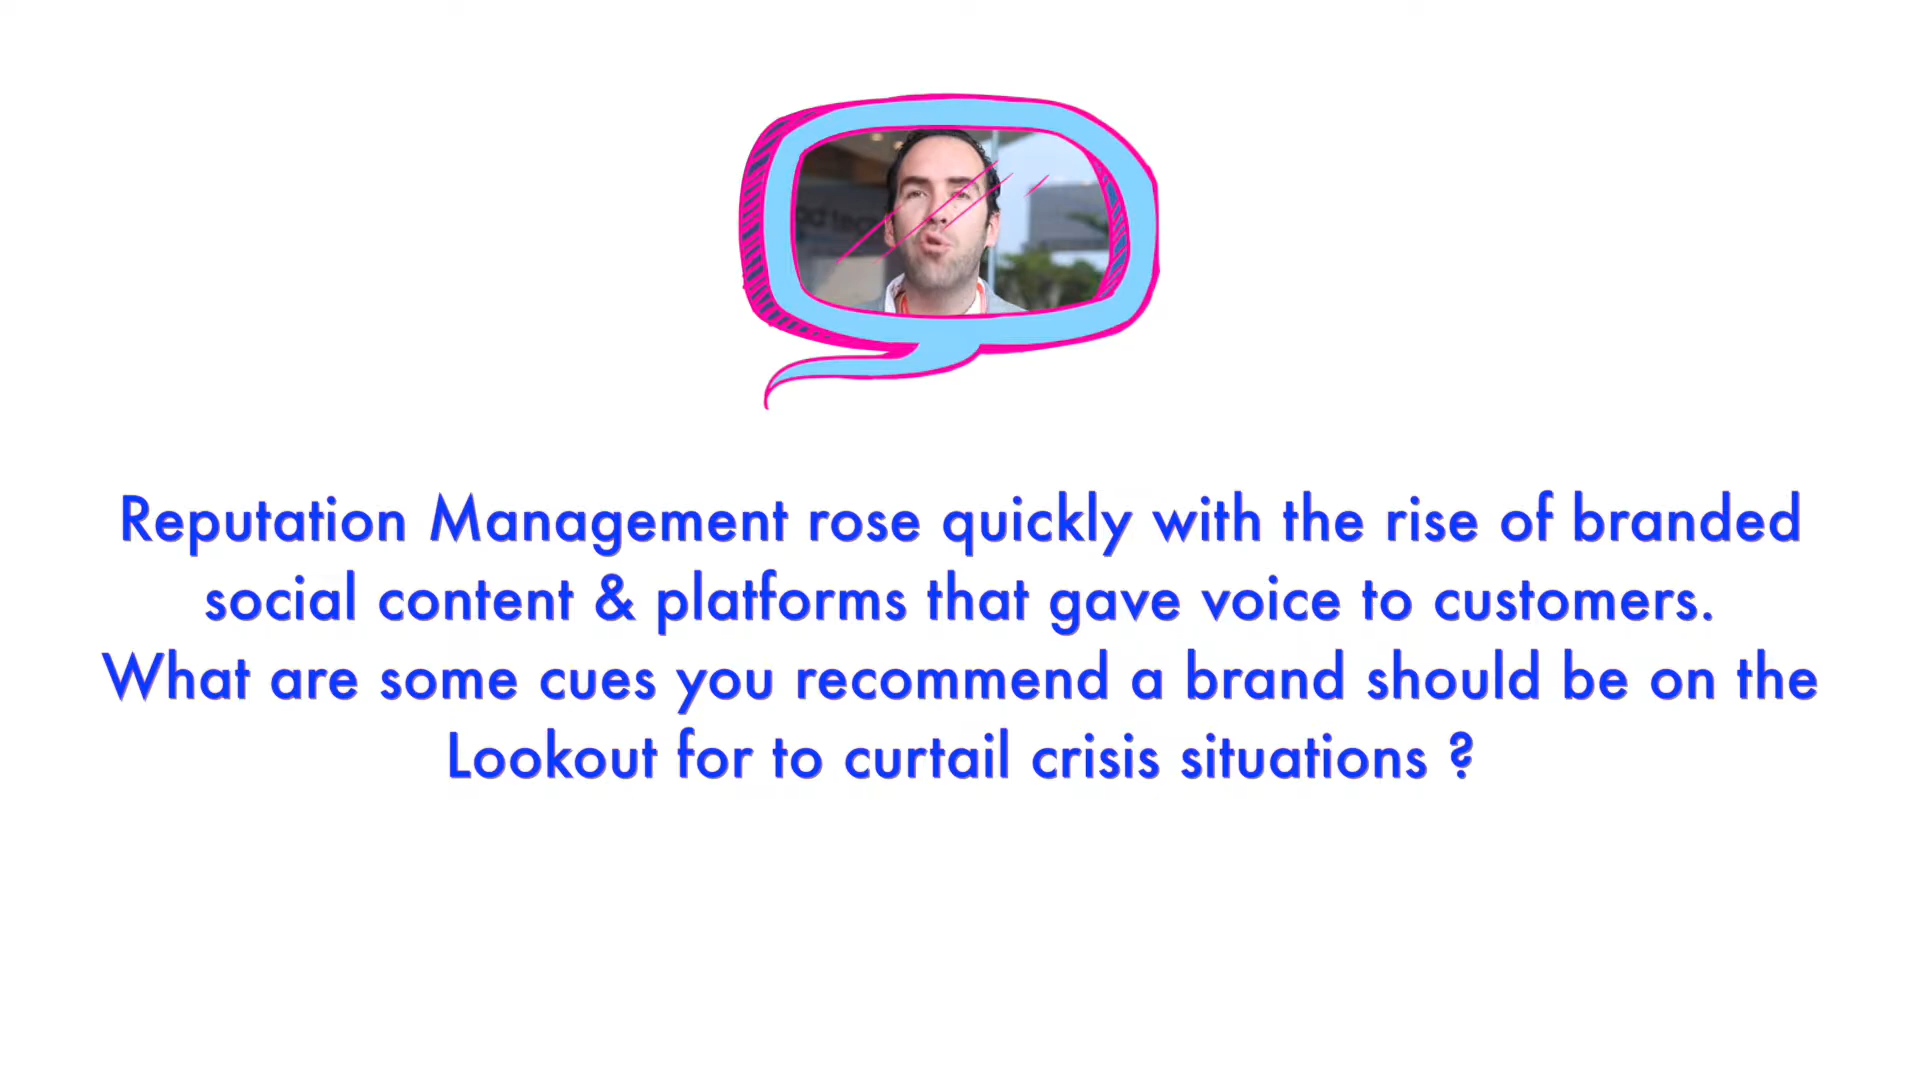 Reputation Management rose quickly with the rise of branded
social content & platforms that gave voice to customers.
What are some cues you recommend a brand should be on the
Lookout for to curtail crisis situations ?